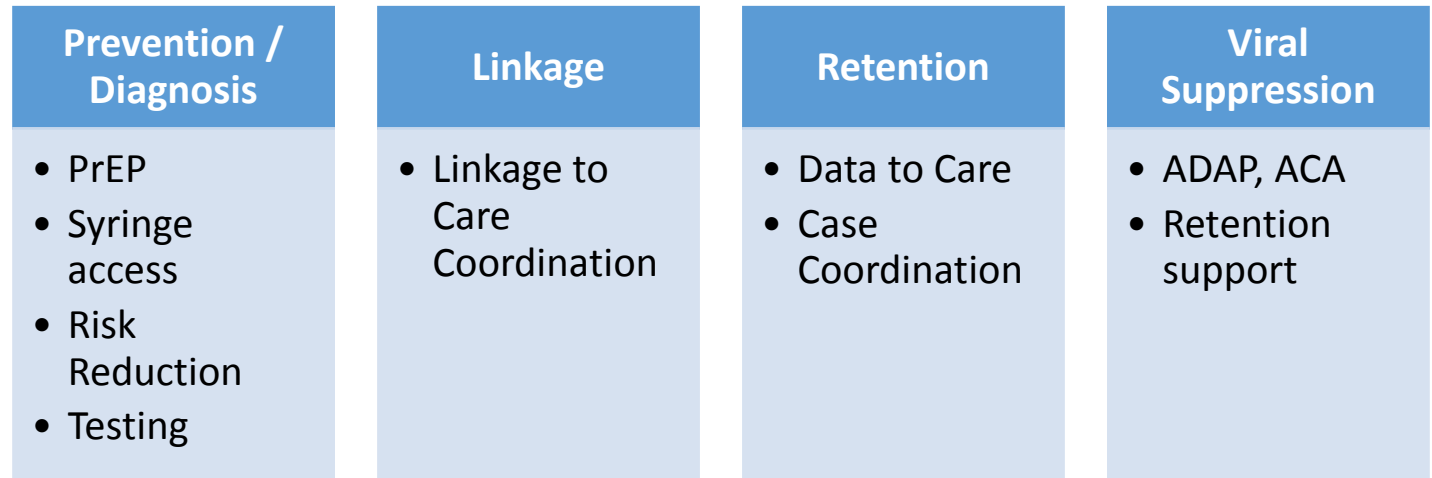 Prevention /
Diagnosis
• PrEP
• Syringe
access
• Risk
Reduction
• Testing
Linkage
• Linkage to
Care
Coordination
Retention
• Data to Care
• Case
Coordination
Viral
Suppression
• ADAP, ACA
• Retention
support